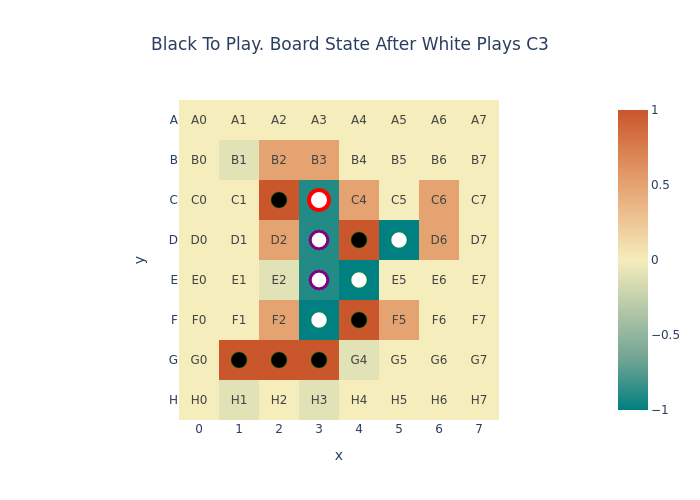 Black To Play. Board State After White Plays C3
A A0 A1 A2 A3 A4 A5 A6 A7 1
B B0 B1 B2 B3 B4 B5 B6 B7
C C0 C1 C4 C5 C6 C7 0.5
D D0 D1 D2 D6 D7
y
0
E E0 E1 E2 E5 E6 E7
F F0 F1 F2 F5 F6 F7 −0.5
G G0 G4 G5 G6 G7
H H0 H1 H2 H3 H4 H5 H6 H7 −1
0 1 2 3 4 5 6 7
x